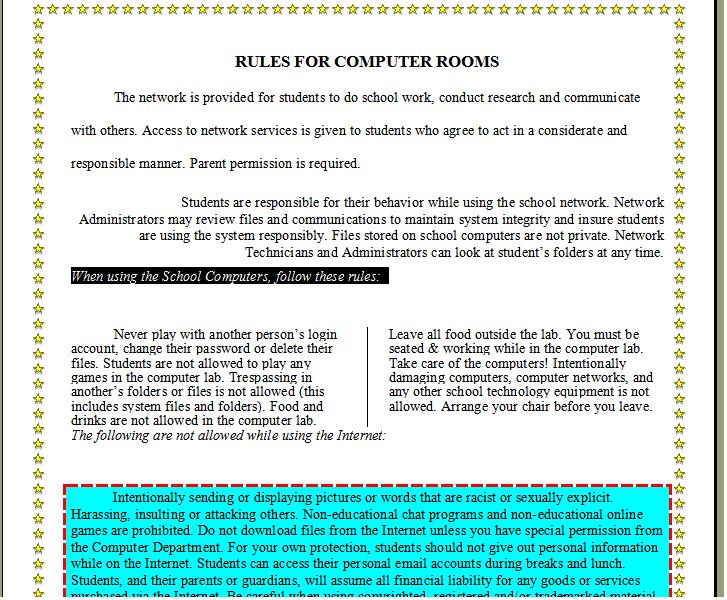 RULES FOR COMPUTER ROOMS
The network is provided for students to do school work, conduct research and communicate
with others. Access to network services is given to students who agree to act in a considerate and
responsible manner. Parent permission is required.
Students are responsible for their behavior while using the school network. Network
Administrators may review files and communications to maintain system integrity and insure students
are using the system responsibly. Files stored on school computers are not private. Network
Technicians and Administrators can look at student's folders at any time.
When using the School Computers, follow these rules:
Never play with another person's login
account, change their password or delete their
files. Students are not allowed to play any
games in the computer lab. Trespassing in
another's folders or files is not allowed (this
includes system files and folders). Food and
drinks are not allowed in the computer lab.
Leave all food outside the lab. You must be
seated & working while in the computer lab.
Take care of the computers! Intentionally
damaging computers, computer networks, and
any other school technology equipment is not
allowed. Arrange your chair before you leave.
The following are not allowed while using the Internet:
Intentionally sending or displaying pictures or words that are racist or sexually explicit.
Harassing, insulting or attacking others. Non-educational chat programs and non-educational online
games are prohibited. Do not download files from the Internet unless you have special permission from
the Computer Department. For your own protection, students should not give out personal information
while on the Internet. Students can access their personal email accounts during breaks and lunch.
Students, and their parents or guardians, will assume all financial liability for any goods or services
purchased via the Internet. Be careful when using copyrighted, registered and/or trademarked material